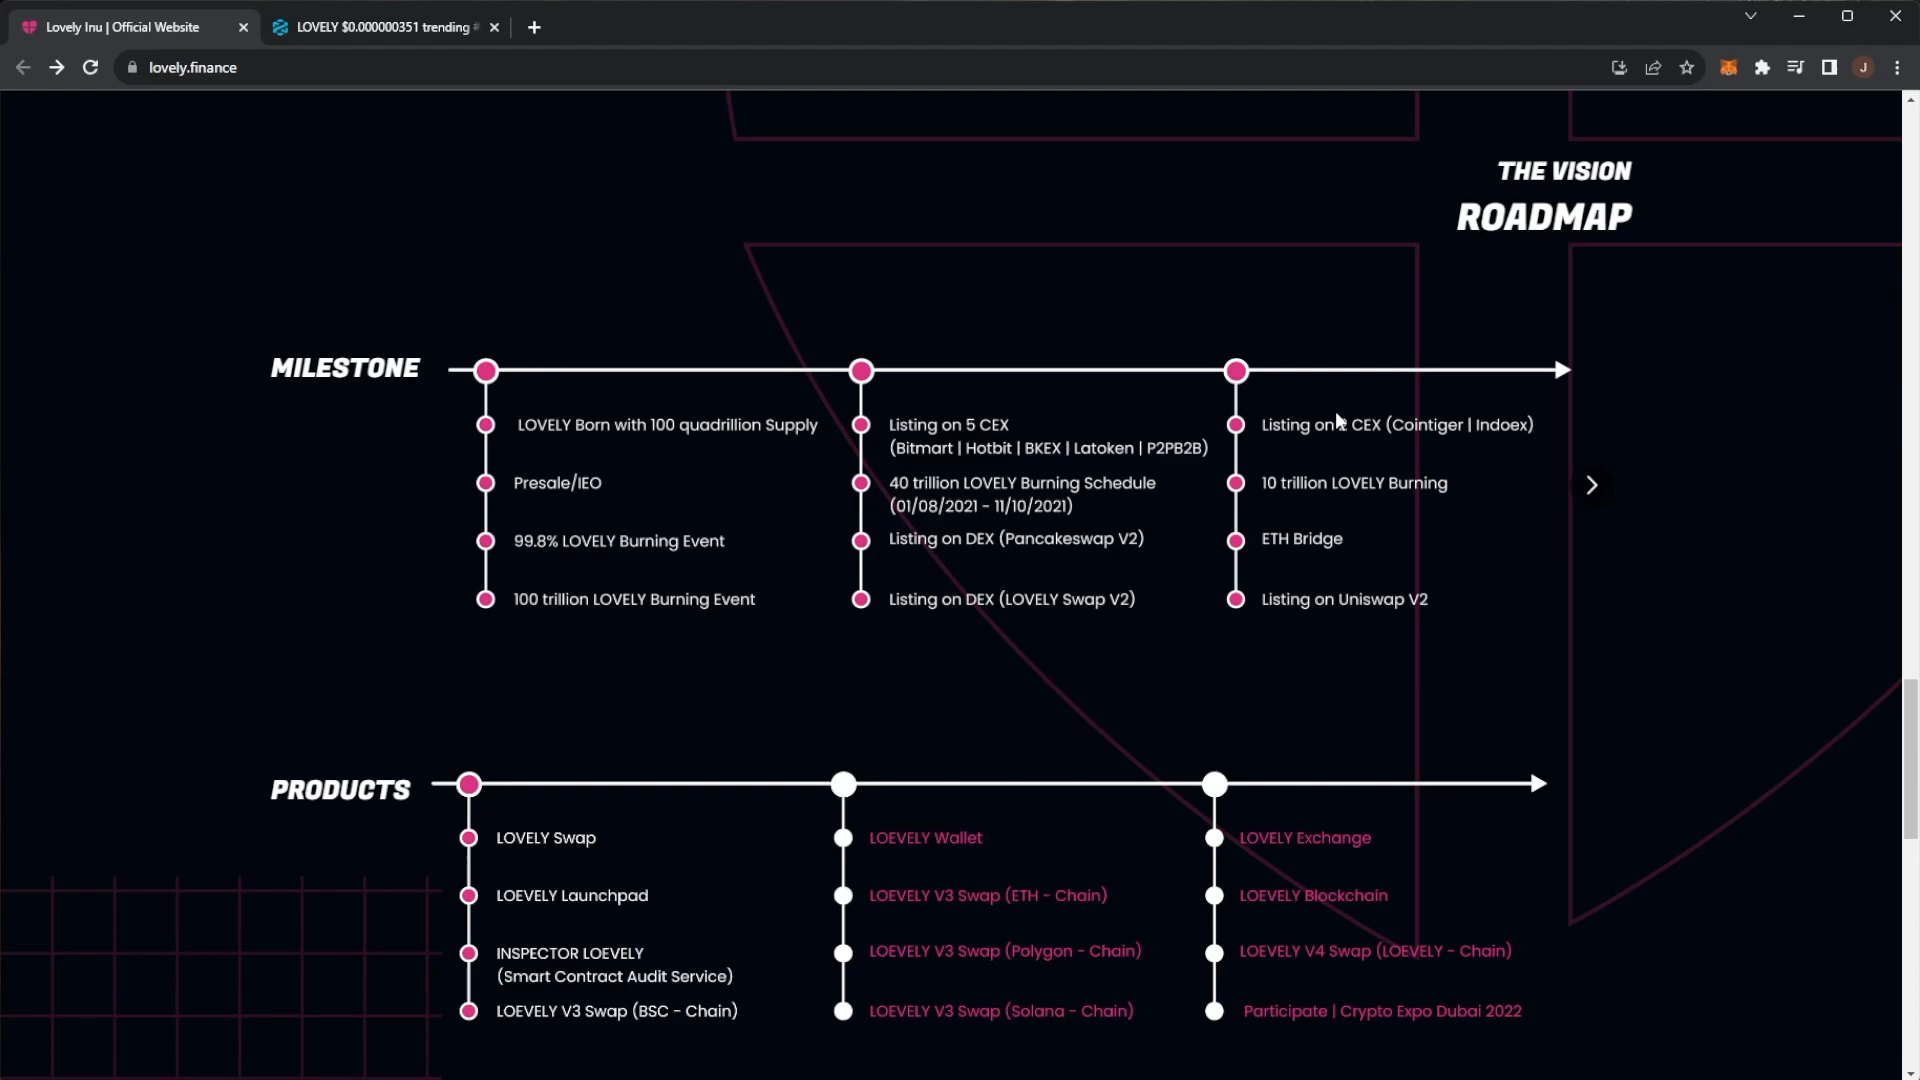 Lovely Inu | Official Website
LOVELY $0.000000351 trending #
lovely.finance
J
THE VISION
ROADMAP
MILESTONE
LOVELY Born with 100 quadrillion Supply
Presale/IEO
99.8% LOVELY Burning Event
100 trillion LOVELY Burning Event
Listing on 5 CEX
(Bitmart | Hotbit | BKEX | Latoken | P2PB2B)
40 trillion LOVELY Burning Schedule
(01/08/2021 - 11/10/2021)
Listing on DEX (Pancakeswap V2)
Listing on DEX (LOVELY Swap V2)
Listing on 2 CEX (Cointiger | Indoex)
10 trillion LOVELY Burning
ETH Bridge
Listing on Uniswap V2
PRODUCTS
LOVELY Swap
LOEVELY Launchpad
INSPECTOR LOEVELY
(Smart Contract Audit Service)
LOEVELY V3 Swap (BSC - Chain)
LOEVELY Wallet
LOEVELY V3 Swap (ETH - Chain)
LOEVELY V3 Swap (Polygon - Chain)
LOEVELY V3 Swap (Solana - Chain)
LOVELY Exchange
LOEVELY Blockchain
LOEVELY V4 Swap (LOEVELY - Chain)
Participate | Crypto Expo Dubai 2022